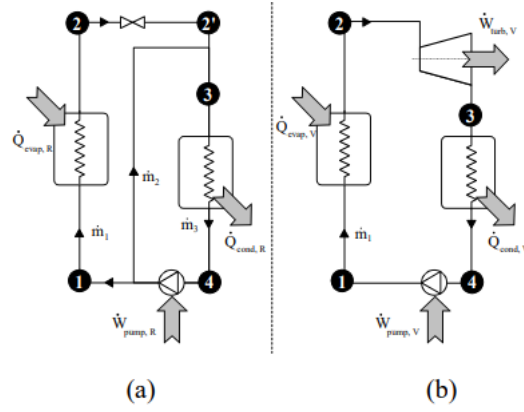 2
2'
3
Q̇evap, R
ṁ1
ṁ2
ṁ3
Q̇cond, R
1
4
Ẇpump, R
(a)
2
Ẇturb, V
3
Q̇evap, V
ṁ1
Q̇cond, V
1
4
Ẇpump, V
(b)